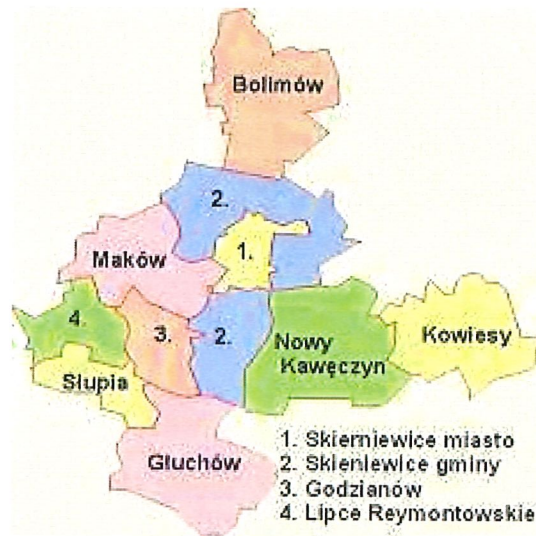 Bolimów
2.
1.
Maków
4.
3.
2.
Nowy
Kawęczyn
Kowiesy
Słupia
Głuchów
1. Skierniewice miasto
2. Skieniewice gminy
3. Godzianów
4. Lipce Reymontowskie